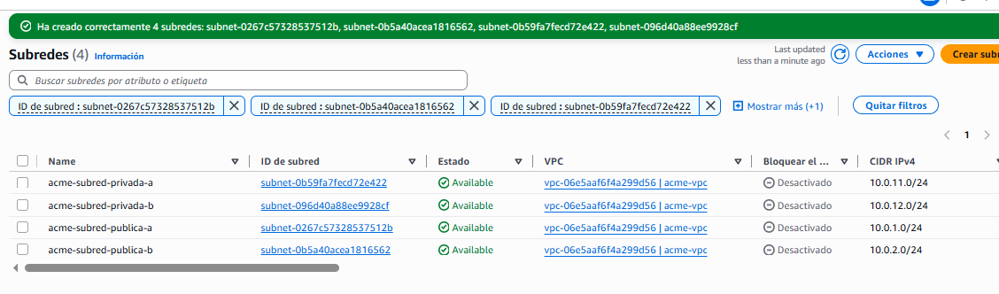 Ha creado correctamente 4 subredes: subnet-0267c57328537512b, subnet-0b5a40acea1816562, subnet-0b59fa7fecd72e422, subnet-096d40a88ee9928cf
Subredes (4) Información
Last updated
less than a minute ago
Acciones
Crear subr
Buscar subredes por atributo o etiqueta
ID de subred : subnet-0267c57328537512b
ID de subred : subnet-0b5a40acea1816562
ID de subred : subnet-0b59fa7fecd72e422
Mostrar más (+1)
Quitar filtros
1
Name ID de subred Estado VPC Bloquear el ... CIDR IPv4
acme-subred-privada-a subnet-0b59fa7fecd72e422 Available vpc-06e5aaf6f4a299d56 | acme-vpc Desactivado 10.0.11.0/24
acme-subred-privada-b subnet-096d40a88ee9928cf Available vpc-06e5aaf6f4a299d56 | acme-vpc Desactivado 10.0.12.0/24
acme-subred-publica-a subnet-0267c57328537512b Available vpc-06e5aaf6f4a299d56 | acme-vpc Desactivado 10.0.1.0/24
acme-subred-publica-b subnet-0b5a40acea1816562 Available vpc-06e5aaf6f4a299d56 | acme-vpc Desactivado 10.0.2.0/24